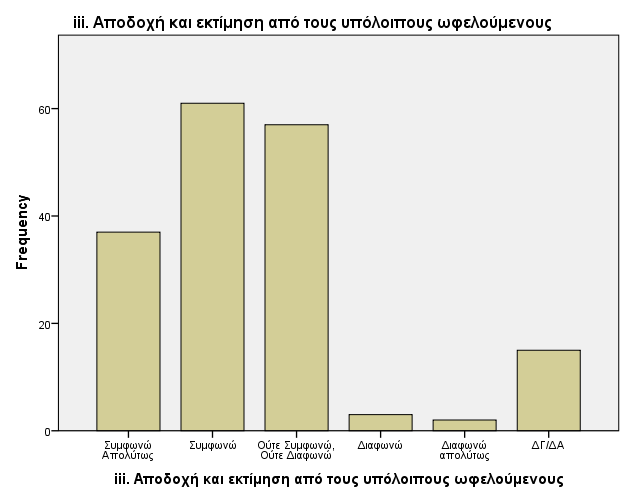 iii. Αποδοχή και εκτίμηση από τους υπόλοιπους ωφελούμενους
60
40
20
0
Frequency
Συμφωνώ
Απολύτως
Συμφωνώ
Ούτε Συμφωνώ,
Ούτε Διαφωνώ
Διαφωνώ
Διαφωνώ
απολύτως
ΔΓ/ΔΑ
iii. Αποδοχή και εκτίμηση από τους υπόλοιπους ωφελούμενους